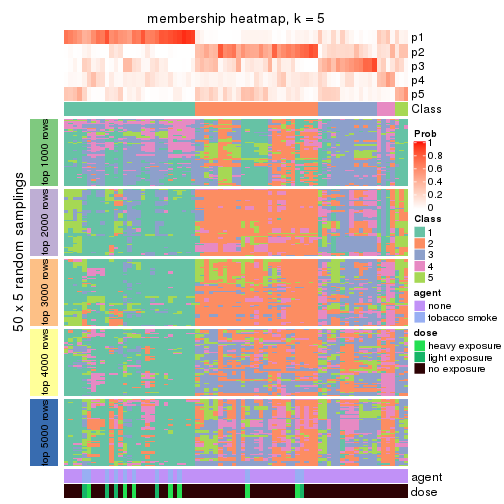 membership heatmap, k = 5
p1
p2
p3
p4
p5
Class
50 x 5 random samplings
top 1000 rows
top 2000 rows
top 3000 rows
top 4000 rows
top 5000 rows
agent
dose
Prob
1
0.8
0.6
0.4
0.2
0
Class
1
2
3
4
5
agent
none
tobacco smoke
dose
heavy exposure
light exposure
no exposure